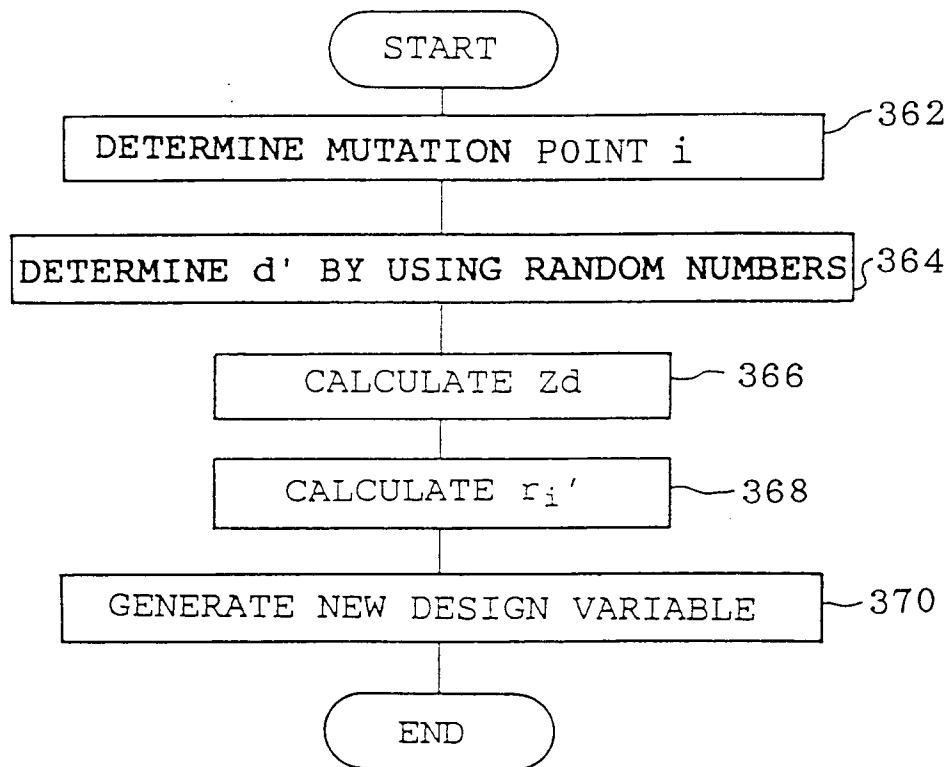 START
362
DETERMINE MUTATION POINT i
DETERMINE d' BY USING RANDOM NUMBERS
364
CALCULATE Zd
366
CALCULATE ri'
368
GENERATE NEW DESIGN VARIABLE
370
END